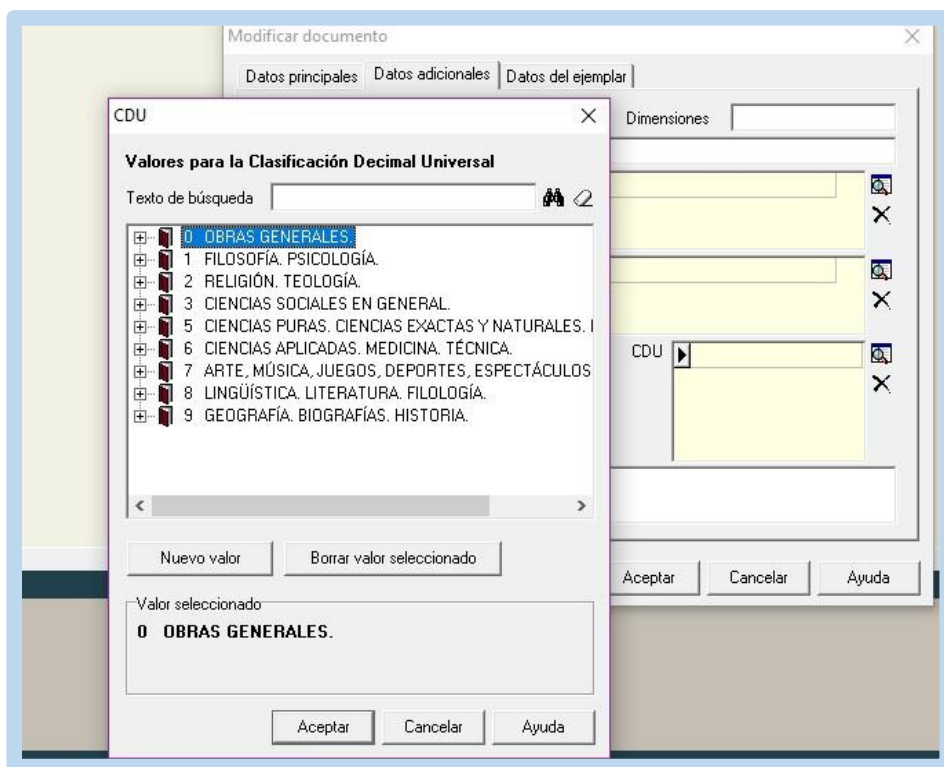 Modificar documento
Datos principales Datos adicionales Datos del ejemplar
CDU
Dimensiones
Valores para la Clasificación Decimal Universal
Texto de búsqueda
0 OBRAS GENERALES.
1 FILOSOFÍA. PSICOLOGÍA.
2 RELIGIÓN. TEOLOGÍA.
3 CIENCIAS SOCIALES EN GENERAL.
5 CIENCIAS PURAS. CIENCIAS EXACTAS Y NATURALES.
6 CIENCIAS APLICADAS. MEDICINA. TÉCNICA.
7 ARTE, MÚSICA, JUEGOS, DEPORTES, ESPECTÁCULOS
8 LINGÜÍSTICA. LITERATURA. FILOLOGÍA.
9 GEOGRAFÍA. BIOGRAFÍAS. HISTORIA.
CDU
Nuevo valor Borrar valor seleccionado
Aceptar Cancelar Ayuda
Valor seleccionado
0 OBRAS GENERALES.
Aceptar Cancelar Ayuda